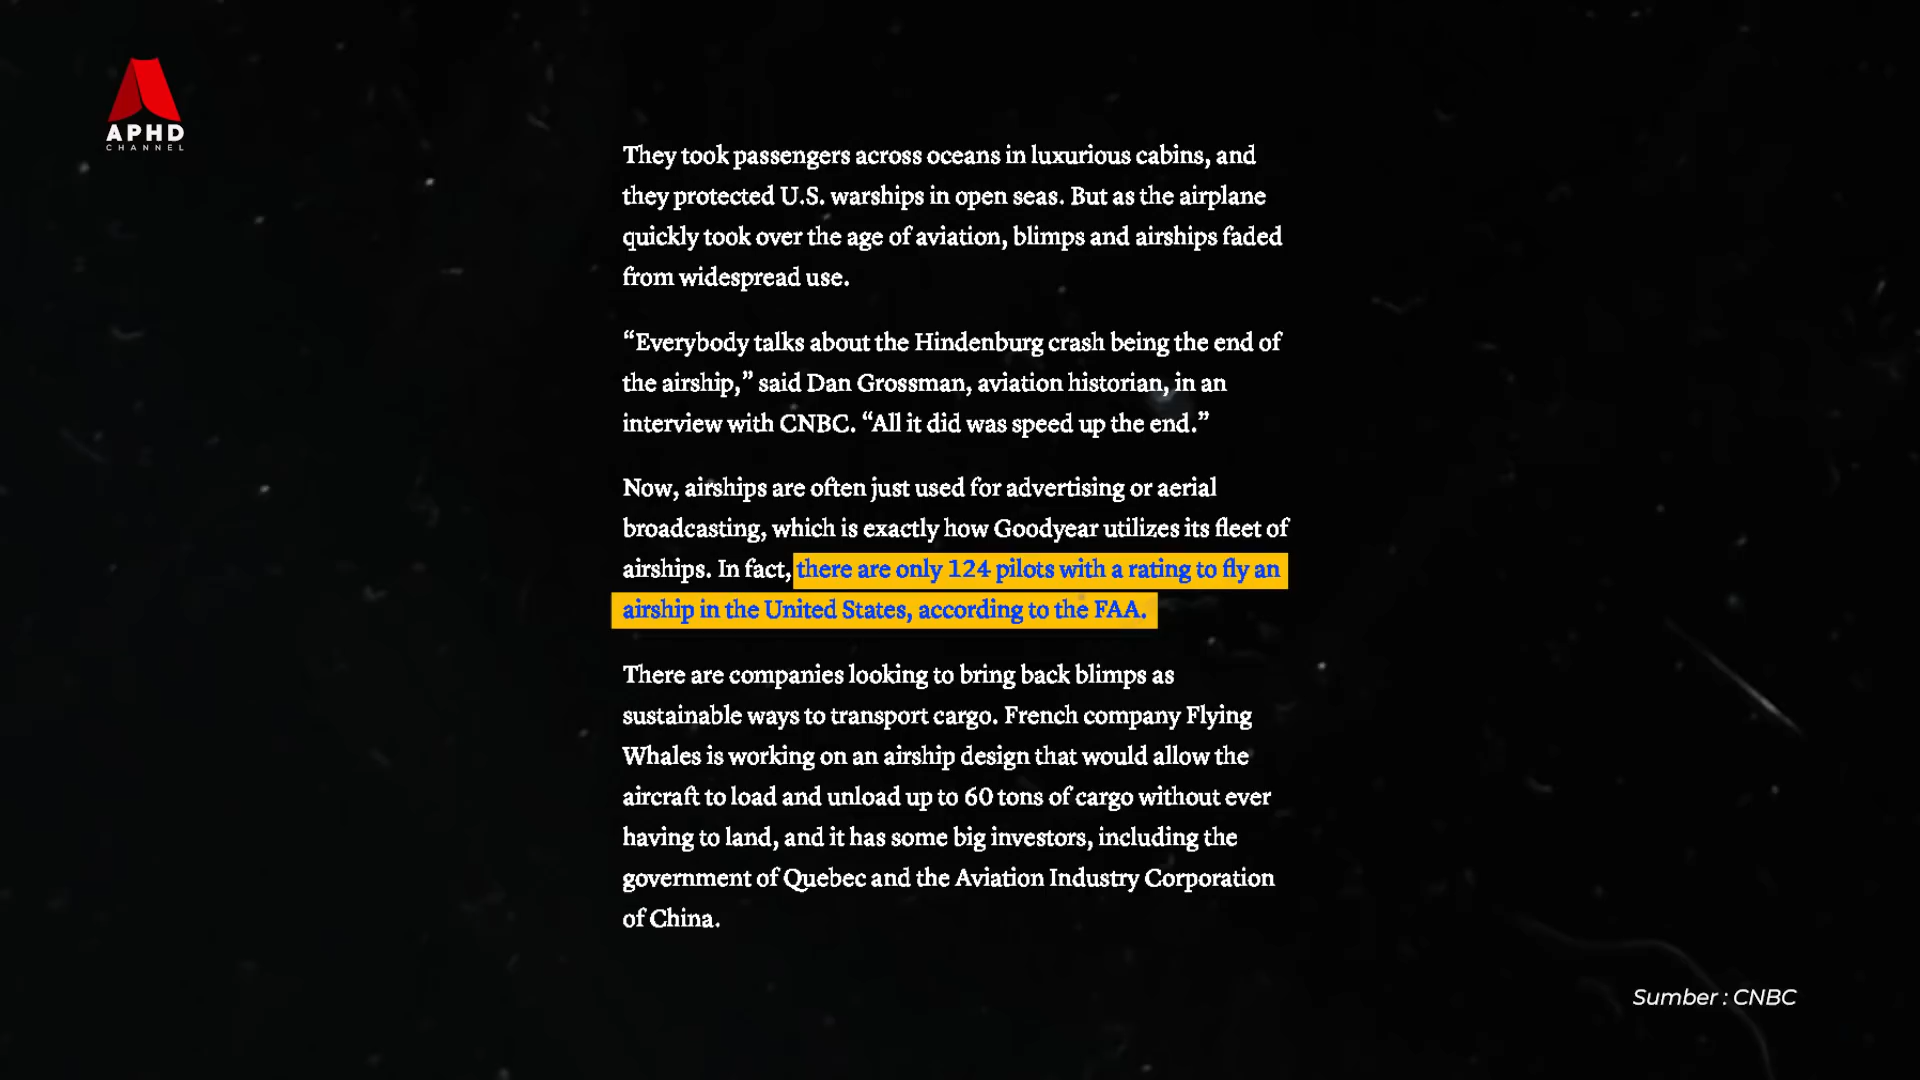 APHD
CHANNEL
They took passengers across oceans in luxurious cabins, and
they protected U.S. warships in open seas. But as the airplane
quickly took over the age of aviation, blimps and airships faded
from widespread use.
“Everybody talks about the Hindenburg crash being the end of
the airship,” said Dan Grossman, aviation historian, in an
interview with CNBC. “All it did was speed up the end.”
Now, airships are often just used for advertising or aerial
broadcasting, which is exactly how Goodyear utilizes its fleet of
airships. In fact, there are only 124 pilots with a rating to fly an
airship in the United States, according to the FAA.
There are companies looking to bring back blimps as
sustainable ways to transport cargo. French company Flying
Whales is working on an airship design that would allow the
aircraft to load and unload up to 60 tons of cargo without ever
having to land, and it has some big investors, including the
government of Quebec and the Aviation Industry Corporation
of China.
Sumber : CNBC